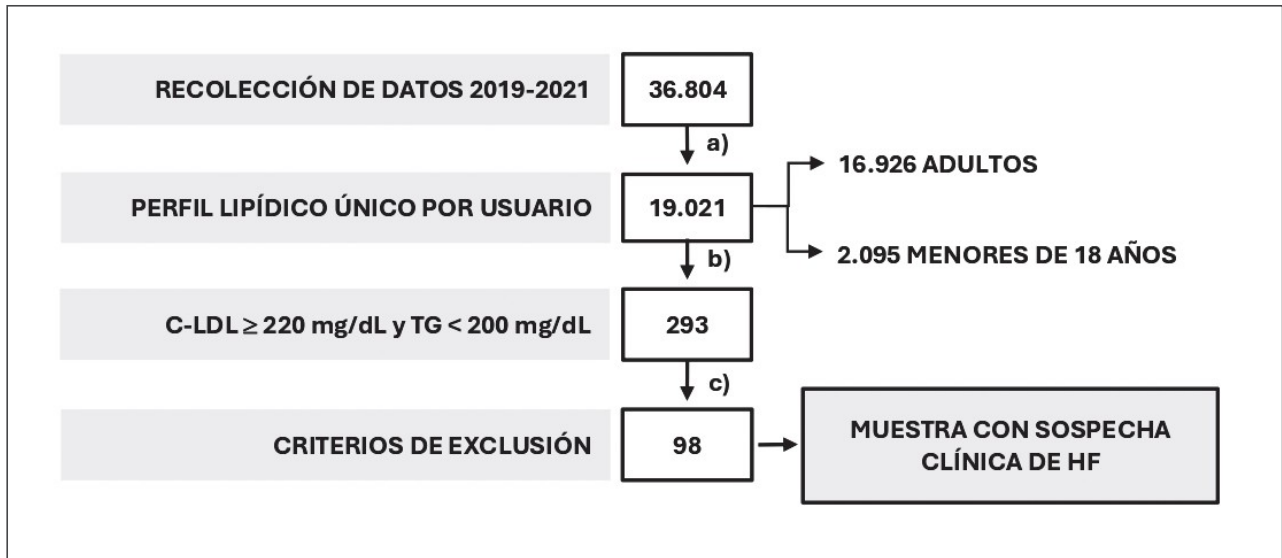 RECOLECCIÓN DE DATOS 2019-2021
36.804
a)
16.926 ADULTOS
PERFIL LIPÍDICO ÚNICO POR USUARIO
19.021
2.095 MENORES DE 18 AÑOS
b)
C-LDL ≥ 220 mg/dL y TG < 200 mg/dL
293
c)
CRITERIOS DE EXCLUSIÓN
98
MUESTRA CON SOSPECHA
CLÍNICA DE HF